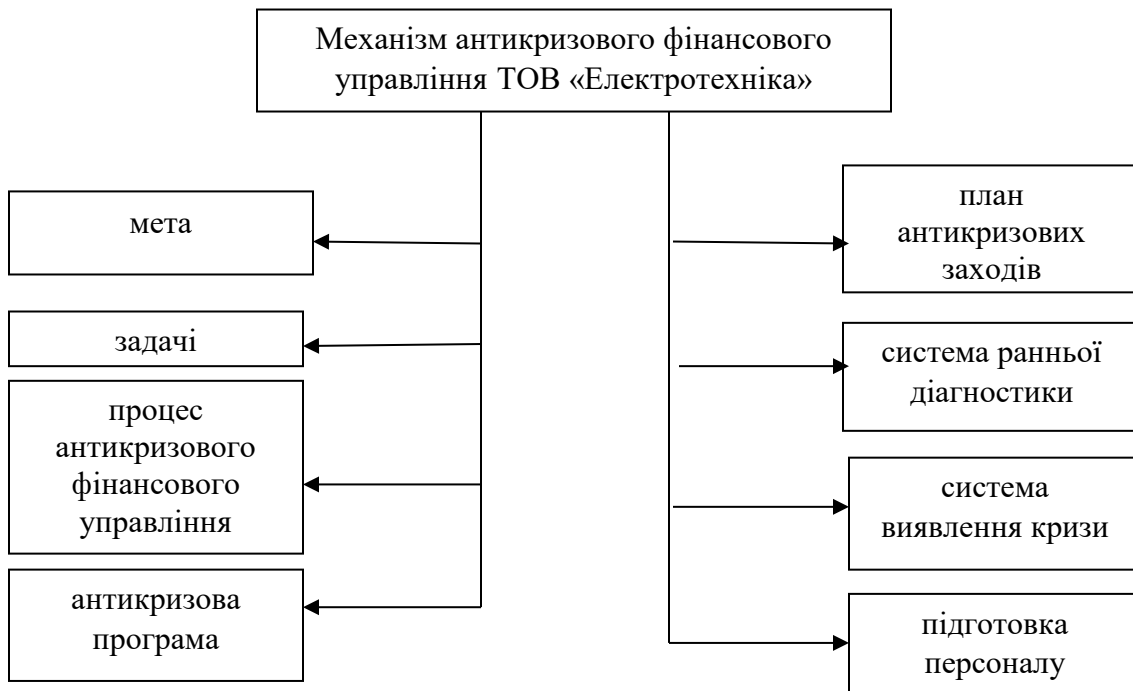 Механізм антикризового фінансового
управління ТОВ «Електротехніка»
мета
задачі
процес
антикризового
фінансового
управління
антикризова
програма
план
антикризових
заходів
система ранньої
діагностики
система
виявлення кризи
підготовка
персоналу